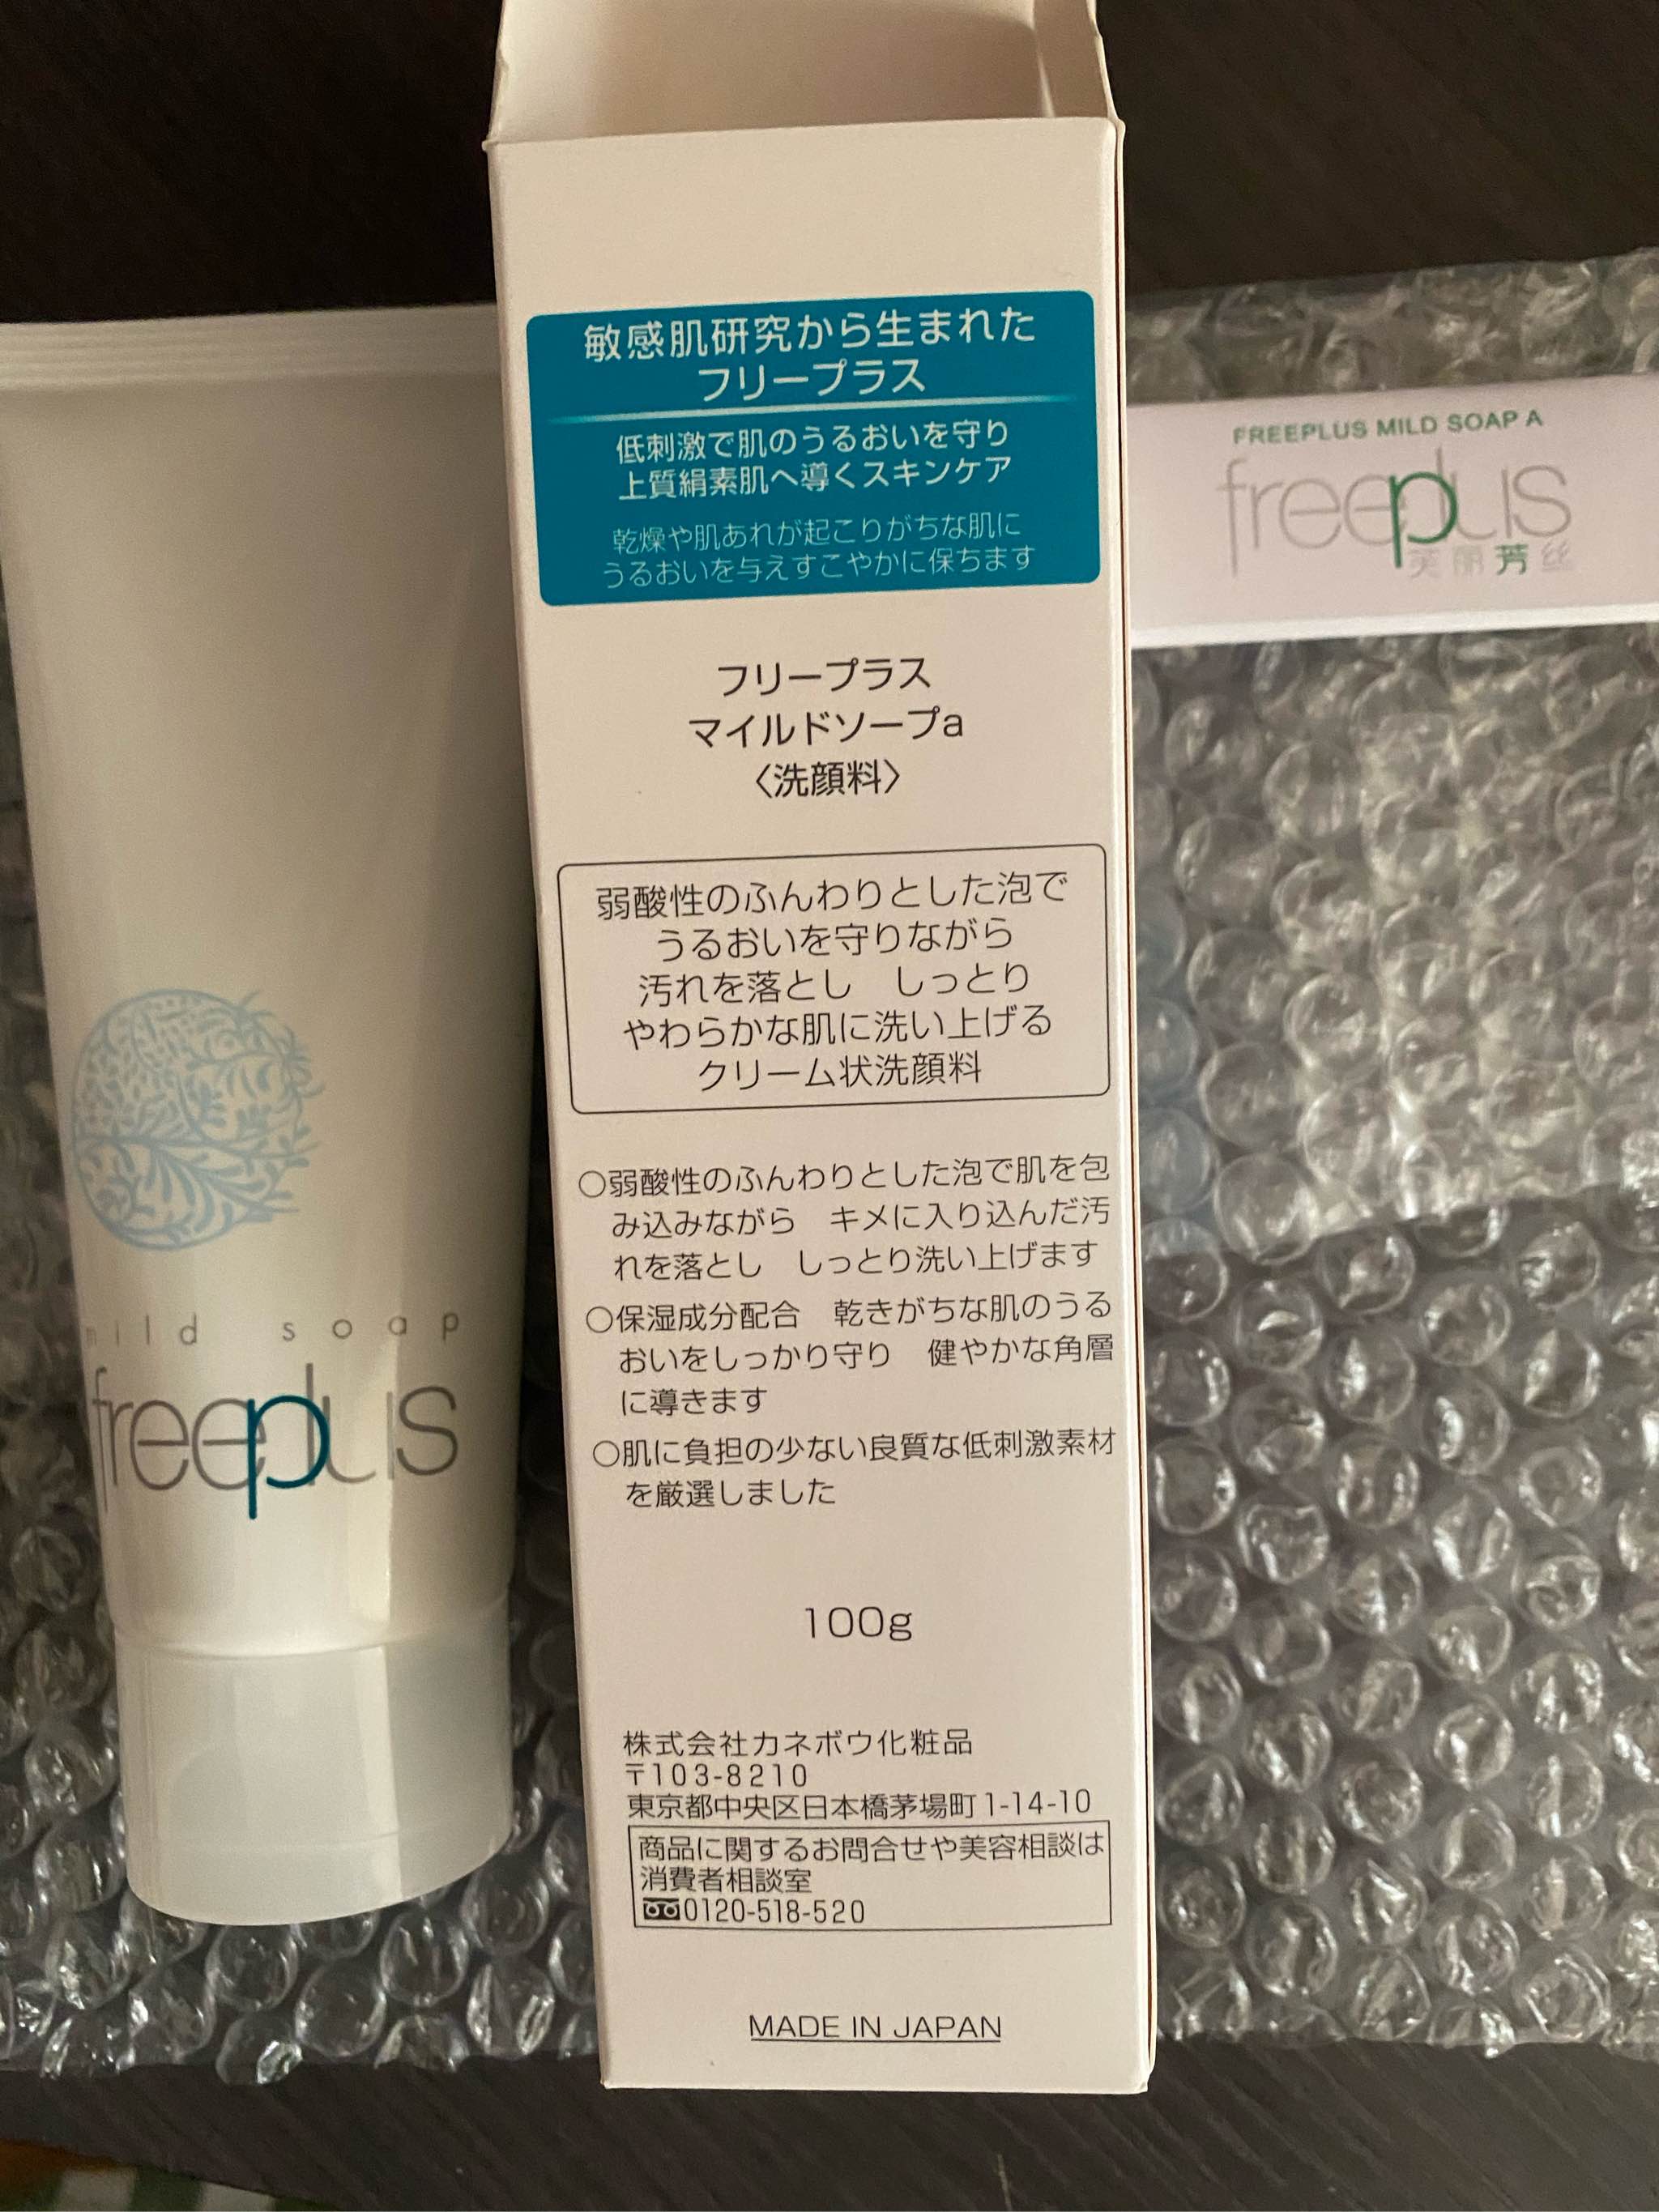 敏感肌研究から生まれた
フリープラス
低刺激で肌のうるおいを守り
上質絹素肌へ導くスキンケア
乾燥や肌あれが起こりがちな肌に
うるおいを与えすこやかに保ちます
フリープラス
マイルドソープa
〈洗顔料〉
弱酸性のふんわりとした泡で
うるおいを守りながら
汚れを落とし　しっとり
やわらかな肌に洗い上げる
クリーム状洗顔料
○弱酸性のふんわりとした泡で肌を包
み込みながら　キメに入り込んだ汚
れを落とし　しっとり洗い上げます
○保湿成分配合　乾きがちな肌のうる
おいをしっかり守り　健やかな角層
に導きます
○肌に負担の少ない良質な低刺激素材
を厳選しました
100g
株式会社カネボウ化粧品
〒103-8210
東京都中央区日本橋茅場町1-14-10
商品に関するお問合せや美容相談は
消費者相談室
0120-518-520
MADE IN JAPAN
mild soap
freeplus
FREEPLUS MILD SOAP A
freeplus
芙丽芳丝